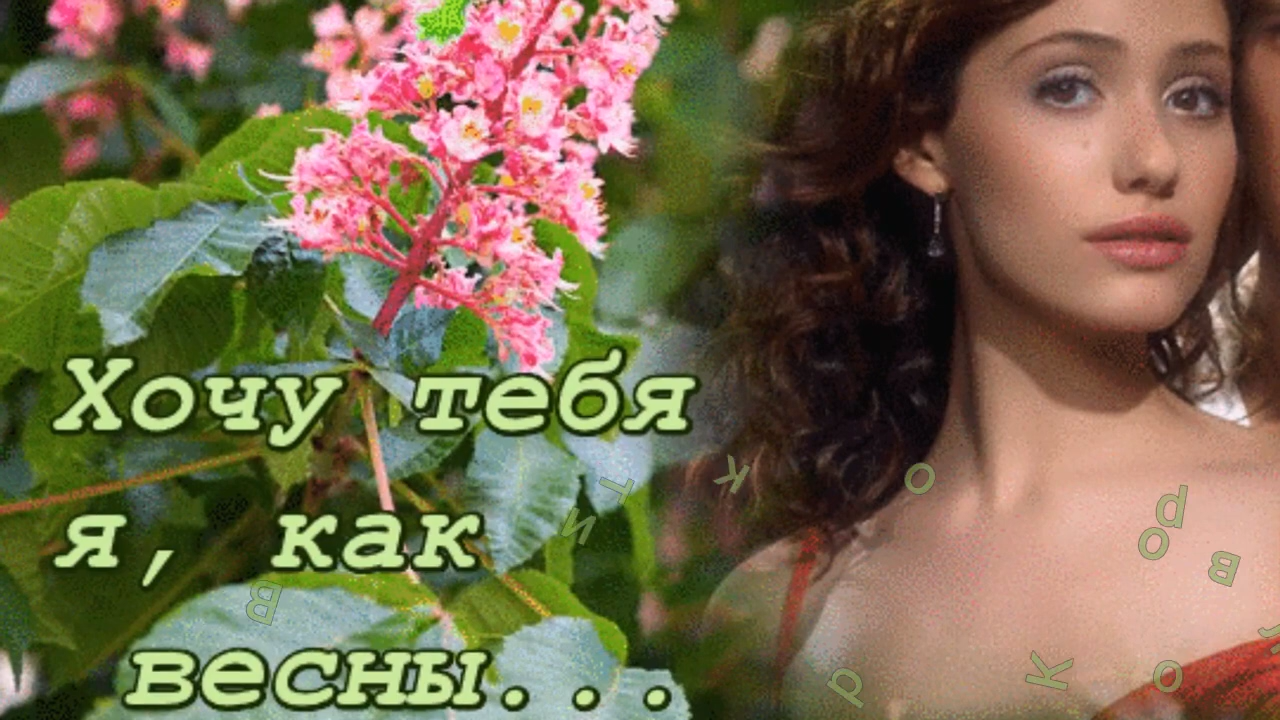 Хочу тебя
я, как
весны...